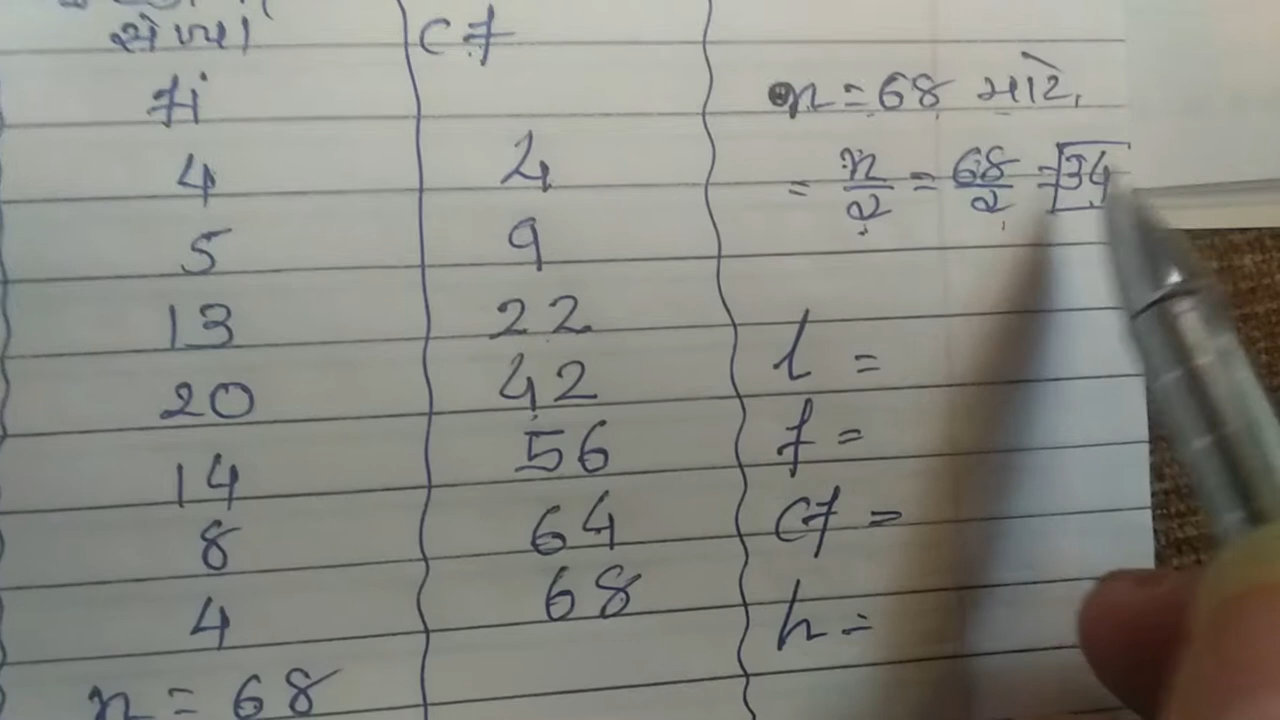 સંખ્યા cf
fi
4 4
5 9
13 22
20 42
14 56
8 64
4 68
n = 68
n = 68 માટે,
= n/2 = 68/2 = 34
l =
f =
cf =
h =